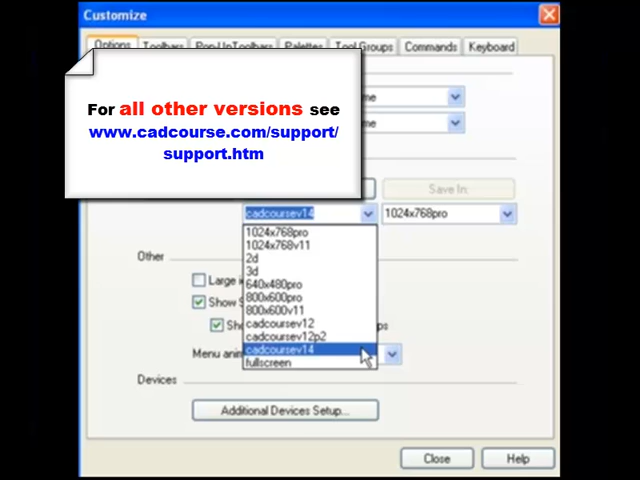 Customize
Options Toolbars Pop-UpToolbars Palettes Tool Groups Commands Keyboard
For all other versions see
www.cadcourse.com/support/
support.htm
Save In:
cadcoursev14 1024x768pro
1024x768pro
1024x768v11
2d
3d
640x480pro
800x600pro
800x600v11
cadcoursev12
cadcoursev12p2
cadcoursev14
fullscreen
Other
Large
Show
Menu
Devices
Additional Devices Setup...
Close Help